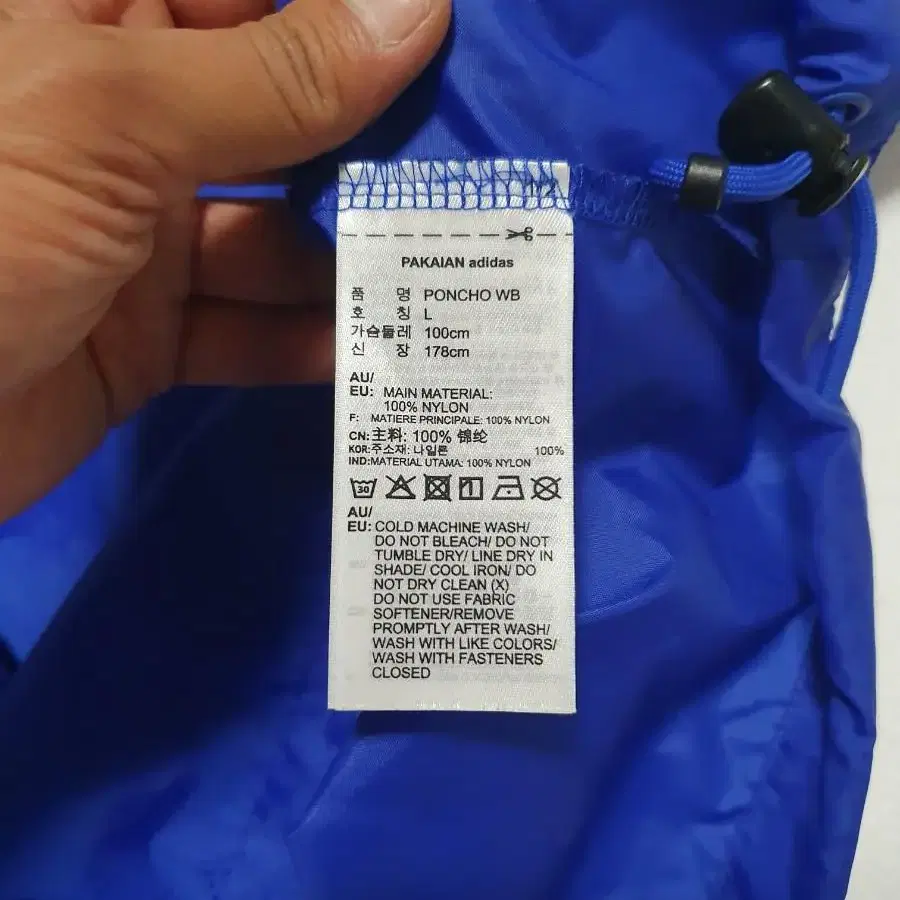 PAKAIAN adidas
품 명 PONCHO WB
호 칭 L
가슴둘레 100cm
신 장 178cm
AU/
EU: MAIN MATERIAL:
100% NYLON
F: MATIERE PRINCIPALE: 100% NYLON
CN:主料: 100% 锦纶
KOR:주소재: 나일론 100%
IND:MATERIAL UTAMA: 100% NYLON
30
AU/
EU: COLD MACHINE WASH/
DO NOT BLEACH/ DO NOT
TUMBLE DRY/ LINE DRY IN
SHADE/ COOL IRON/ DO
NOT DRY CLEAN (X)
DO NOT USE FABRIC
SOFTENER/REMOVE
PROMPTLY AFTER WASH/
WASH WITH LIKE COLORS/
WASH WITH FASTENERS
CLOSED